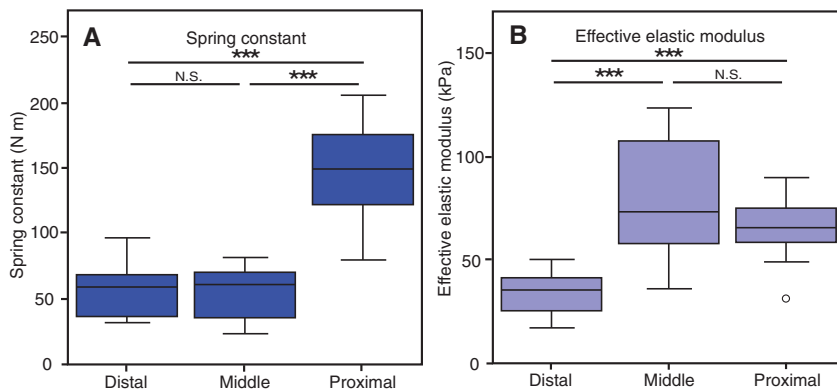 A
Spring constant
***
N.S.
***
Spring constant (N m)
250
200
150
100
50
0
Distal
Middle
Proximal
B
Effective elastic modulus
***
***
N.S.
Effective elastic modulus (kPa)
150
100
50
0
Distal
Middle
Proximal